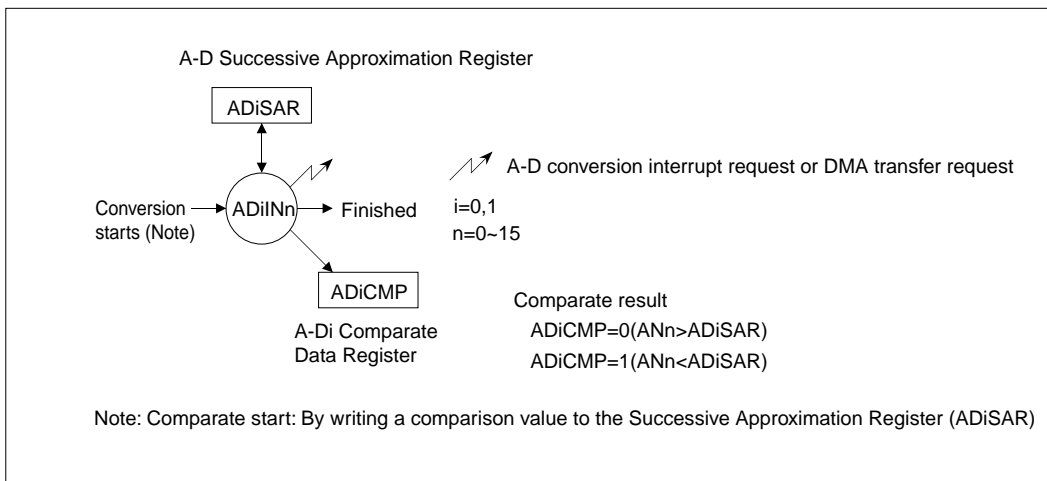 A-D Successive Approximation Register
ADiSAR
A-D conversion interrupt request or DMA transfer request
Conversion
starts (Note)
ADiINn
Finished
i=0,1
n=0~15
ADiCMP
A-Di Comparate
Data Register
Comparate result
ADiCMP=0(ANn>ADiSAR)
ADiCMP=1(ANn<ADiSAR)
Note: Comparate start: By writing a comparison value to the Successive Approximation Register (ADiSAR)